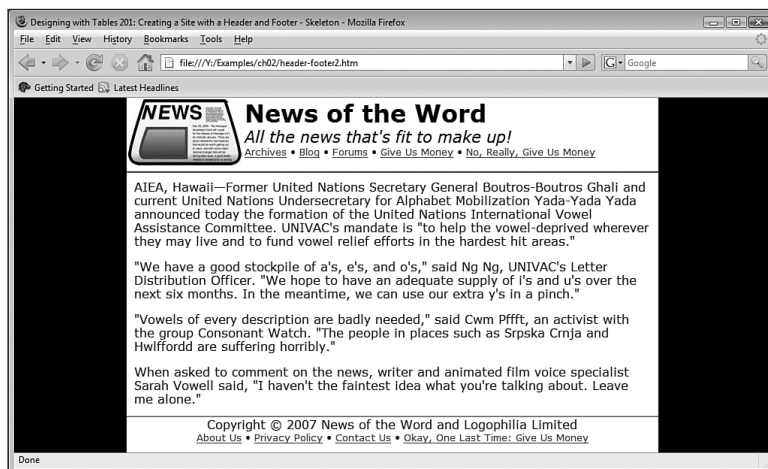 Designing with Tables 201: Creating a Site with a Header and Footer - Skeleton - Mozilla Firefox
File Edit View History Bookmarks Tools Help
file:///Y:/Examples/ch02/header-footer2.htm
G Google
Getting Started Latest Headlines
NEWS
News of the Word
All the news that's fit to make up!
Archives • Blog • Forums • Give Us Money • No, Really, Give Us Money
AIEA, Hawaii—Former United Nations Secretary General Boutros-Boutros Ghali and
current United Nations Undersecretary for Alphabet Mobilization Yada-Yada Yada
announced today the formation of the United Nations International Vowel
Assistance Committee. UNIVAC's mandate is "to help the vowel-deprived wherever
they may live and to fund vowel relief efforts in the hardest hit areas."
"We have a good stockpile of a's, e's, and o's," said Ng Ng, UNIVAC's Letter
Distribution Officer. "We hope to have an adequate supply of i's and u's over the
next six months. In the meantime, we can use our extra y's in a pinch."
"Vowels of every description are badly needed," said Cwm Pffft, an activist with
the group Consonant Watch. "The people in places such as Srpska Crnja and
Hwlffordd are suffering horribly."
When asked to comment on the news, writer and animated film voice specialist
Sarah Vowell said, "I haven't the faintest idea what you're talking about. Leave
me alone."
Copyright © 2007 News of the Word and Logophilia Limited
About Us • Privacy Policy • Contact Us • Okay, One Last Time: Give Us Money
Done